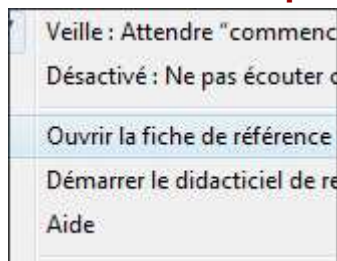 Veille : Attendre "commenc
Désactivé : Ne pas écouter
Ouvrir la fiche de référence
Démarrer le didacticiel de re
Aide